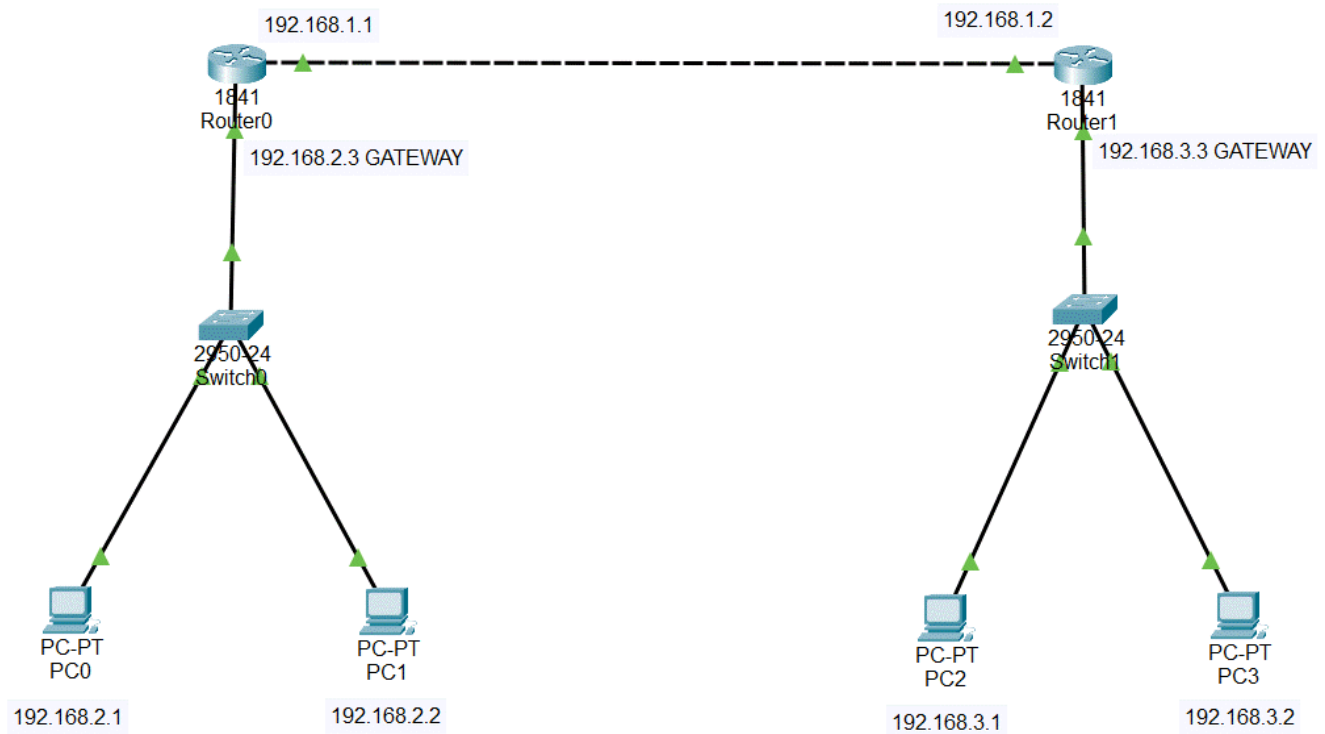 192.168.1.1
192.168.1.2
1841
Router0
1841
Router1
192.168.2.3 GATEWAY
192.168.3.3 GATEWAY
2950-24
Switch0
2950-24
Switch1
PC-PT
PC0
PC-PT
PC1
PC-PT
PC2
PC-PT
PC3
192.168.2.1
192.168.2.2
192.168.3.1
192.168.3.2